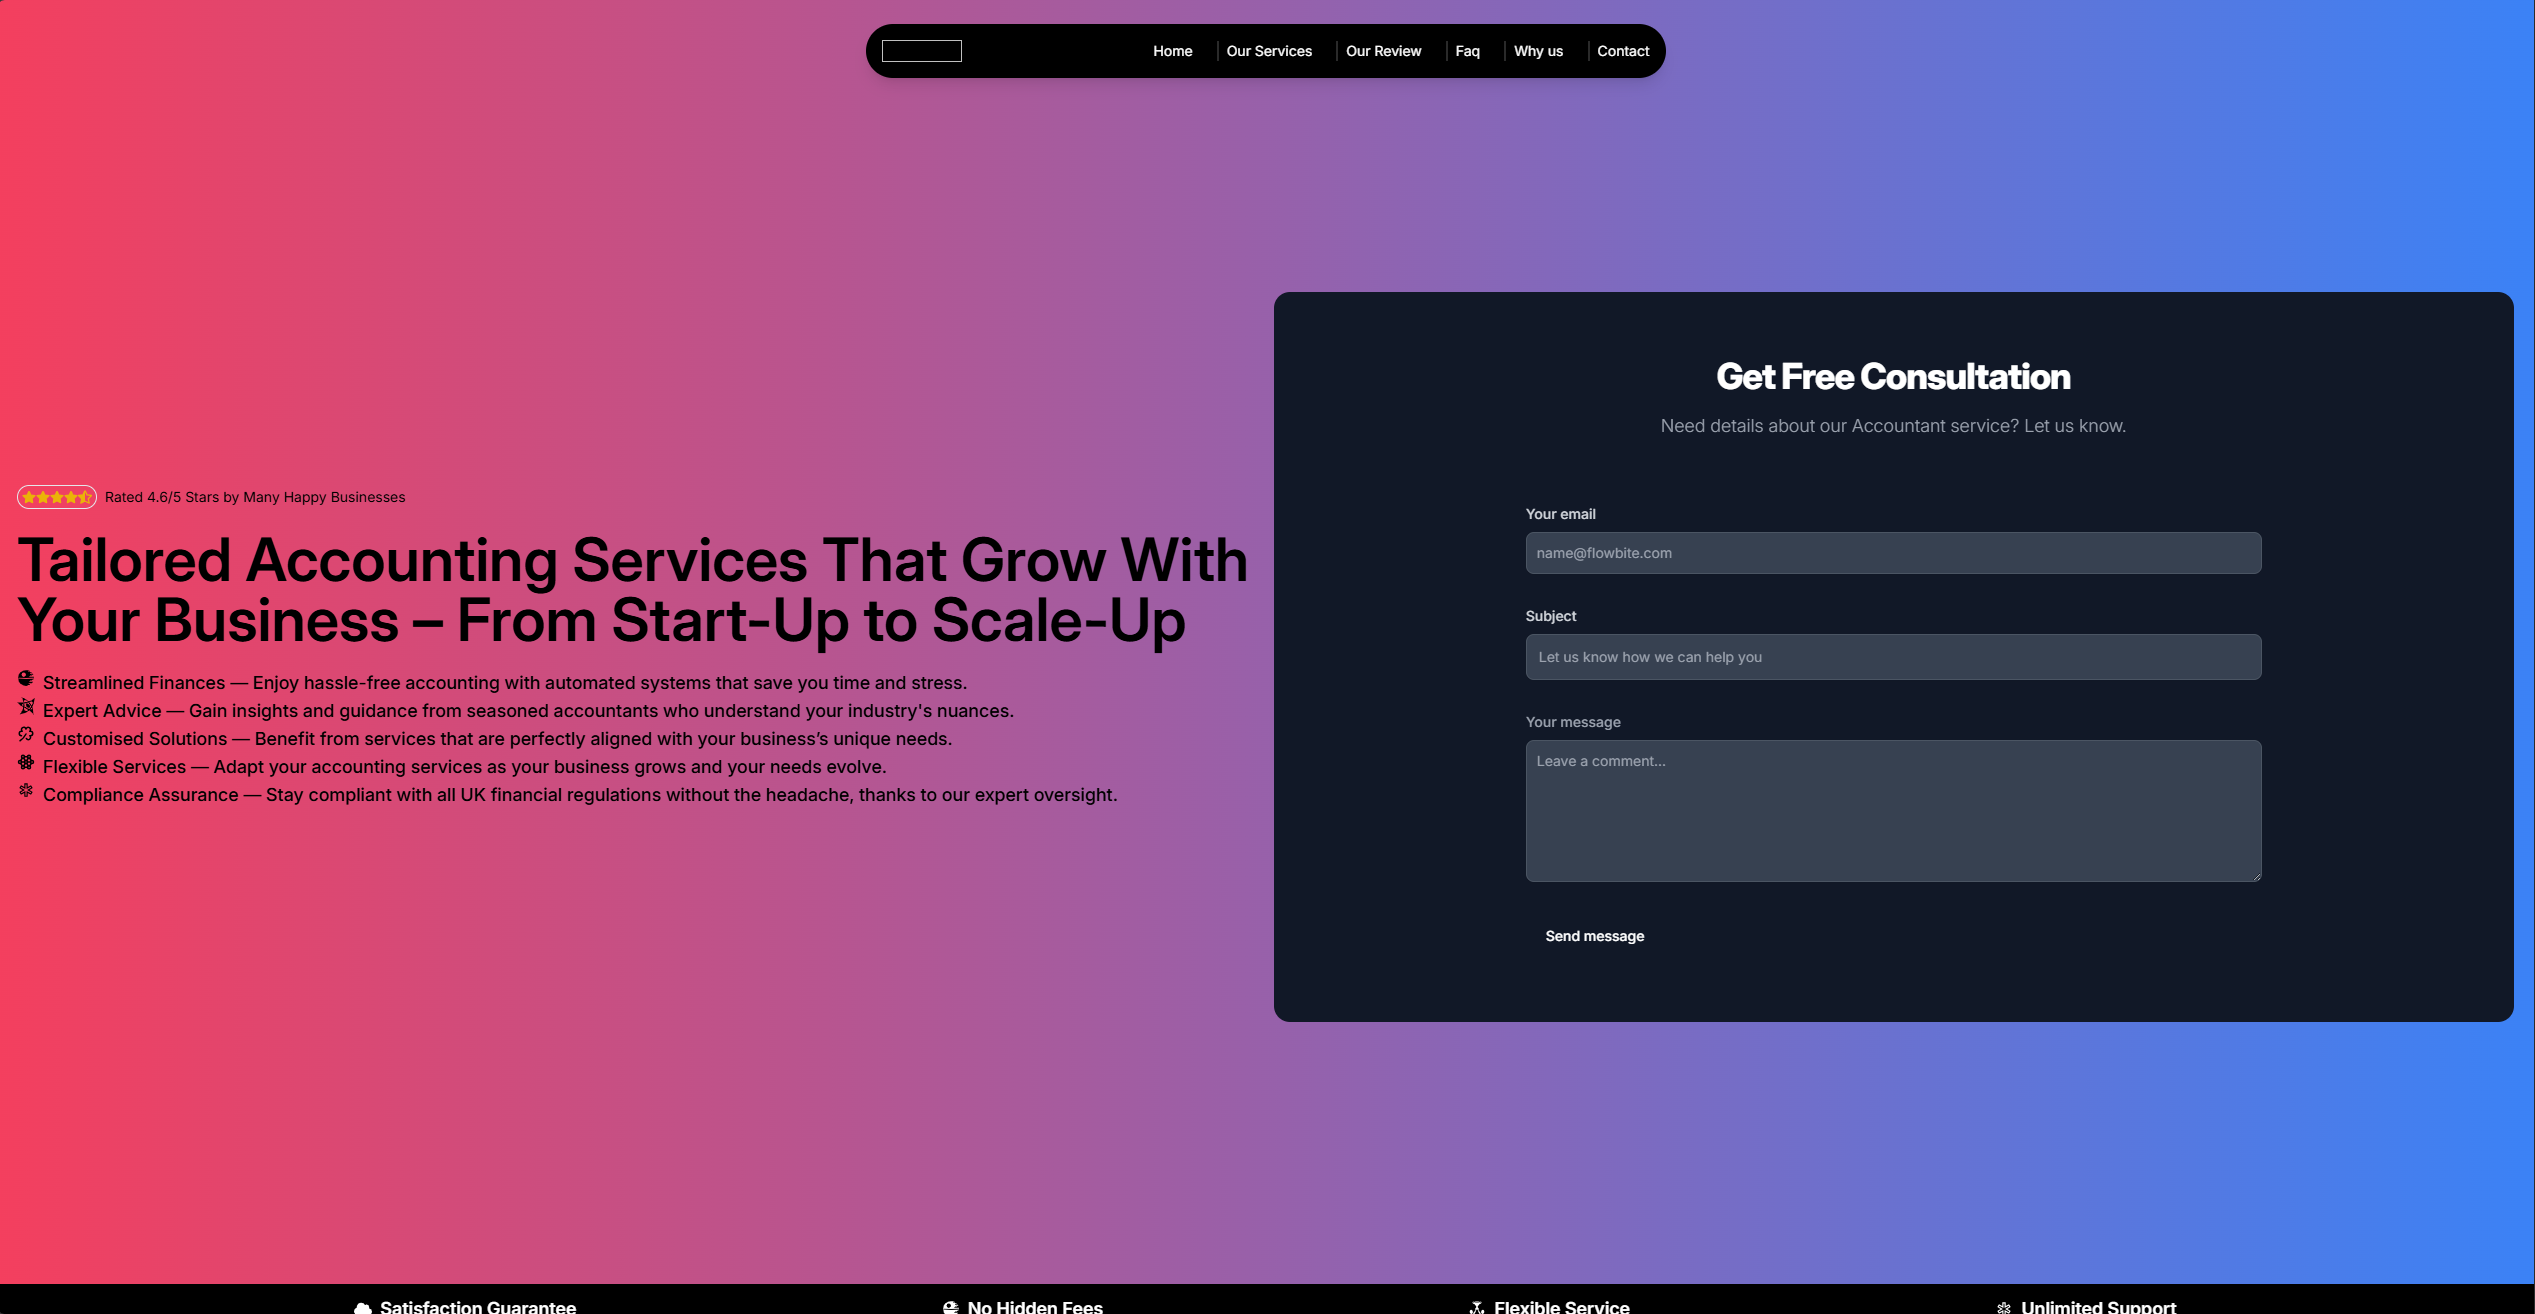 Home
Our Services
Our Review
Faq
Why us
Contact
Rated 4.6/5 Stars by Many Happy Businesses
Tailored Accounting Services That Grow With
Your Business – From Start-Up to Scale-Up
Streamlined Finances — Enjoy hassle-free accounting with automated systems that save you time and stress.
Expert Advice — Gain insights and guidance from seasoned accountants who understand your industry's nuances.
Customised Solutions — Benefit from services that are perfectly aligned with your business’s unique needs.
Flexible Services — Adapt your accounting services as your business grows and your needs evolve.
Compliance Assurance — Stay compliant with all UK financial regulations without the headache, thanks to our expert oversight.
Get Free Consultation
Need details about our Accountant service? Let us know.
Your email
name@flowbite.com
Subject
Let us know how we can help you
Your message
Leave a comment...
Send message
Satisfaction Guarantee
No Hidden Fees
Flexible Service
Unlimited Support